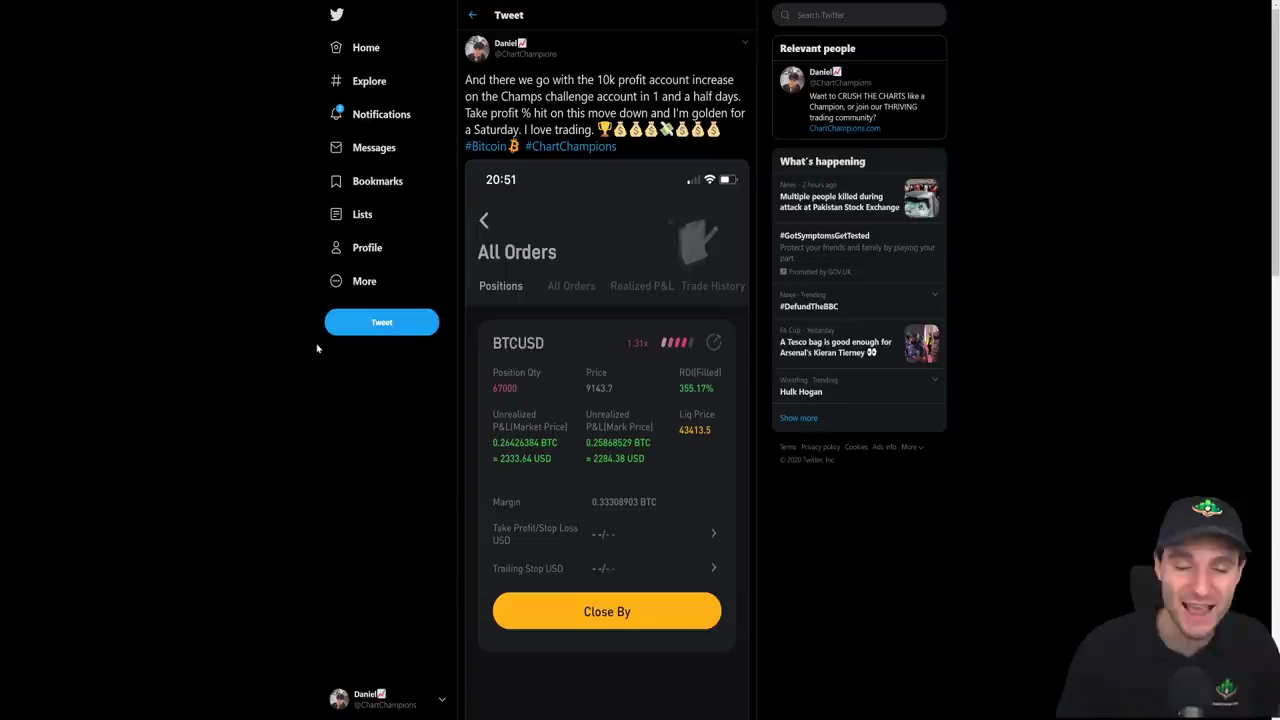 Home
Explore
2
Notifications
Messages
Bookmarks
Lists
Profile
More
Tweet
Daniel
@ChartChampions
Tweet
Daniel
@ChartChampions
And there we go with the 10k profit account increase
on the Champs challenge account in 1 and a half days.
Take profit % hit on this move down and I'm golden for
a Saturday. I love trading. 🏆💰💰💰💸💰💰💰
#Bitcoin #ChartChampions
20:51
All Orders
Positions All Orders Realized P&L Trade History
BTCUSD 1.31x
Position Qty Price ROI[Filled]
67000 9143.7 355.17%
Unrealized Unrealized Liq Price
P&L[Market Price] P&L[Mark Price] 43413.5
0.26426384 BTC 0.25868529 BTC
≈ 2333.64 USD ≈ 2284.38 USD
Margin 0.33308903 BTC
Take Profit/Stop Loss
USD --/--
Trailing Stop USD --/--
Close By
Search Twitter
Relevant people
Daniel
@ChartChampions
Want to CRUSH THE CHARTS like a
Champion, or join our THRIVING
trading community?
ChartChampions.com
What's happening
News · 2 hours ago
Multiple people killed during
attack at Pakistan Stock Exchange
#GotSymptomsGetTested
Protect your friends and family by playing your
part
Promoted by GOV.UK
News · Trending
#DefundTheBBC
FA Cup · Yesterday
A Tesco bag is good enough for
Arsenal's Kieran Tierney 👀
Wrestling · Trending
Hulk Hogan
Show more
Terms Privacy policy Cookies Ads info More
© 2020 Twitter, Inc.